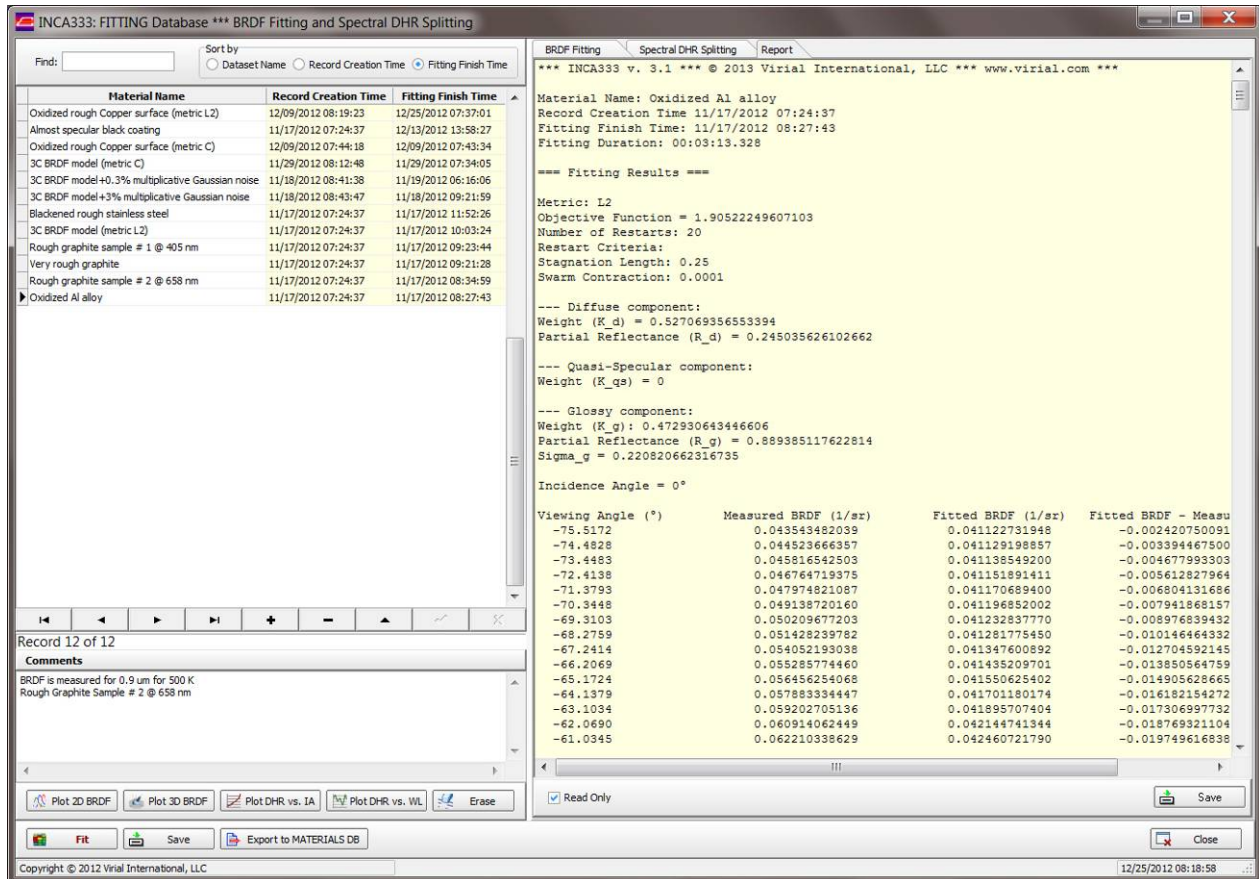 INCA333: FITTING Database *** BRDF Fitting and Spectral DHR Splitting
Find:
Sort by
Dataset Name Record Creation Time Fitting Finish Time
Material Name Record Creation Time Fitting Finish Time
Oxidized rough Copper surface (metric L2) 12/09/2012 08:19:23 12/25/2012 07:37:01
Almost specular black coating 11/17/2012 07:24:37 12/13/2012 13:58:27
Oxidized rough Copper surface (metric C) 12/09/2012 07:44:18 12/09/2012 07:43:34
3C BRDF model (metric C) 11/29/2012 08:12:48 11/29/2012 07:34:05
3C BRDF model+0.3% multiplicative Gaussian noise 11/18/2012 08:41:38 11/19/2012 06:16:06
3C BRDF model+3% multiplicative Gaussian noise 11/18/2012 08:43:47 11/18/2012 09:21:59
Blackened rough stainless steel 11/17/2012 07:24:37 11/17/2012 11:52:26
3C BRDF model (metric L2) 11/17/2012 07:24:37 11/17/2012 10:03:24
Rough graphite sample # 1 @ 405 nm 11/17/2012 07:24:37 11/17/2012 09:23:44
Very rough graphite 11/17/2012 07:24:37 11/17/2012 09:21:28
Rough graphite sample # 2 @ 658 nm 11/17/2012 07:24:37 11/17/2012 08:34:59
Oxidized Al alloy 11/17/2012 07:24:37 11/17/2012 08:27:43
Record 12 of 12
Comments
BRDF is measured for 0.9 um for 500 K
Rough Graphite Sample # 2 @ 658 nm
Plot 2D BRDF Plot 3D BRDF Plot DHR vs. IA Plot DHR vs. WL Erase
BRDF Fitting Spectral DHR Splitting Report
*** INCA333 v. 3.1 *** © 2013 Virial International, LLC *** www.virial.com ***
Material Name: Oxidized Al alloy
Record Creation Time 11/17/2012 07:24:37
Fitting Finish Time: 11/17/2012 08:27:43
Fitting Duration: 00:03:13.328
=== Fitting Results ===
Metric: L2
Objective Function = 1.90522249607103
Number of Restarts: 20
Restart Criteria:
Stagnation Length: 0.25
Swarm Contraction: 0.0001
--- Diffuse component:
Weight (K_d) = 0.527069356553394
Partial Reflectance (R_d) = 0.245035626102662
--- Quasi-Specular component:
Weight (K_qs) = 0
--- Glossy component:
Weight (K_g): 0.472930643446606
Partial Reflectance (R_g) = 0.889385117622814
Sigma_g = 0.220820662316735
Incidence Angle = 0°
Viewing Angle (°) Measured BRDF (1/sr) Fitted BRDF (1/sr) Fitted BRDF - Measu
-75.5172 0.043543482039 0.041122731948 -0.002420750091
-74.4828 0.044523666357 0.041129198857 -0.003394467500
-73.4483 0.045816542503 0.041138549200 -0.004677993303
-72.4138 0.046764719375 0.041151891411 -0.005612827964
-71.3793 0.047974821087 0.041170689400 -0.006804131686
-70.3448 0.049138720160 0.041196852002 -0.007941868157
-69.3103 0.050209677203 0.041232837770 -0.008976839432
-68.2759 0.051428239782 0.041281775450 -0.010146464332
-67.2414 0.054052193038 0.041347600892 -0.012704592145
-66.2069 0.055285774460 0.041435209701 -0.013850564759
-65.1724 0.056456254068 0.041550625402 -0.014905628665
-64.1379 0.057883334447 0.041701180174 -0.016182154272
-63.1034 0.059202705136 0.041895707404 -0.017306997732
-62.0690 0.060914062449 0.042144741344 -0.018769321104
-61.0345 0.062210338629 0.042460721790 -0.019749616838
Read Only Save
Fit Save Export to MATERIALS DB Close
Copyright © 2012 Virial International, LLC 12/25/2012 08:18:58